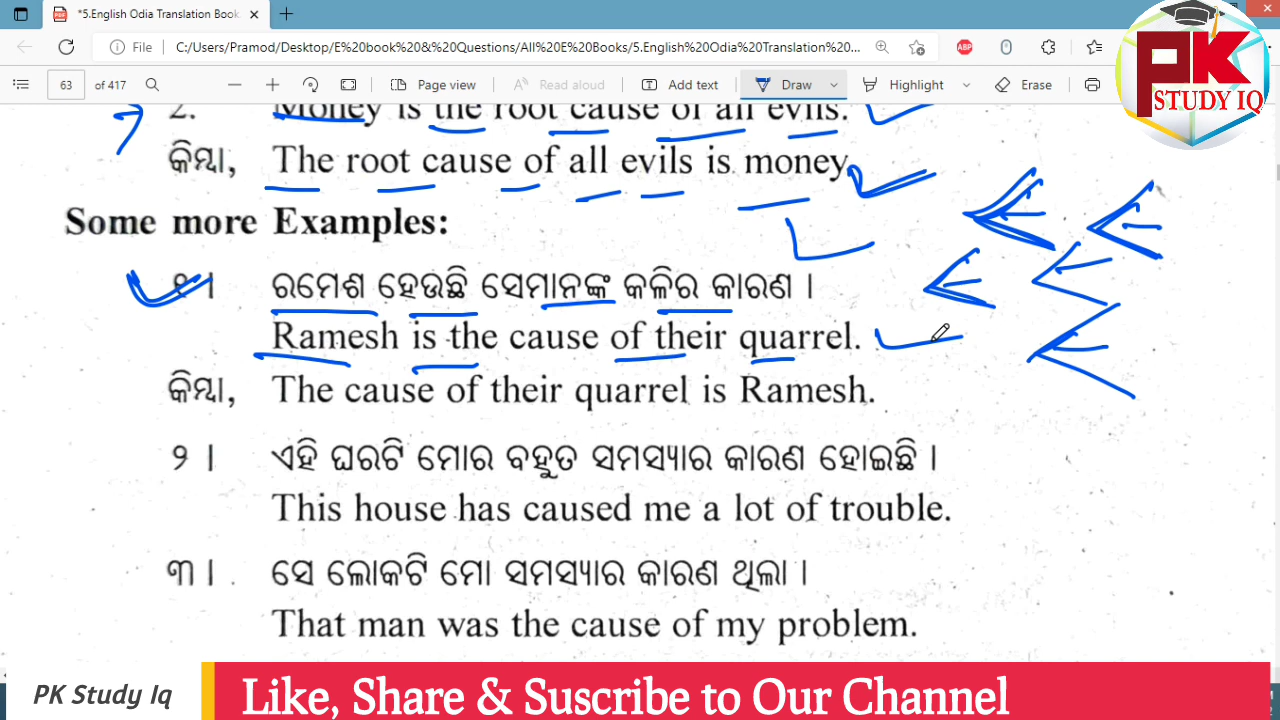 *5.English Odia Translation Book
File
C:/Users/Pramod/Desktop/E%20book%20&%20Questions/All%20E%20Books/5.English%20Odia%20Translation%20...
ABP
63 of 417
Page view
Read aloud
Add text
Draw
Highlight
Erase
PK
STUDY IQ
2. Money is the root cause of all evils.
କିମ୍ବା, The root cause of all evils is money
Some more Examples:
୧। ରମେଶ ହେଉଛି ସେମାନଙ୍କ କଳିର କାରଣ ।
Ramesh is the cause of their quarrel.
କିମ୍ବା, The cause of their quarrel is Ramesh.
୨। ଏହି ଘରଟି ମୋର ବହୁତ ସମସ୍ୟାର କାରଣ ହୋଇଛି ।
This house has caused me a lot of trouble.
୩। ସେ ଲୋକଟି ମୋ ସମସ୍ୟାର କାରଣ ଥିଲା ।
That man was the cause of my problem.
PK Study Iq
Like, Share & Suscribe to Our Channel